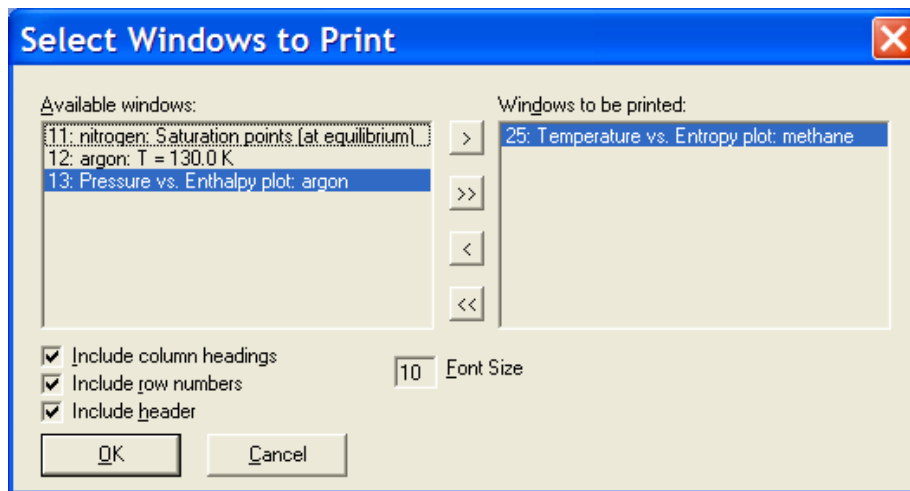 Select Windows to Print
Available windows:
Windows to be printed:
11: nitrogen: Saturation points (at equilibrium)
12: argon: T = 130.0 K
13: Pressure vs. Enthalpy plot: argon
>
>>
<
<<
25: Temperature vs. Entropy plot: methane
Include column headings
Include row numbers
Include header
10 Font Size
OK
Cancel